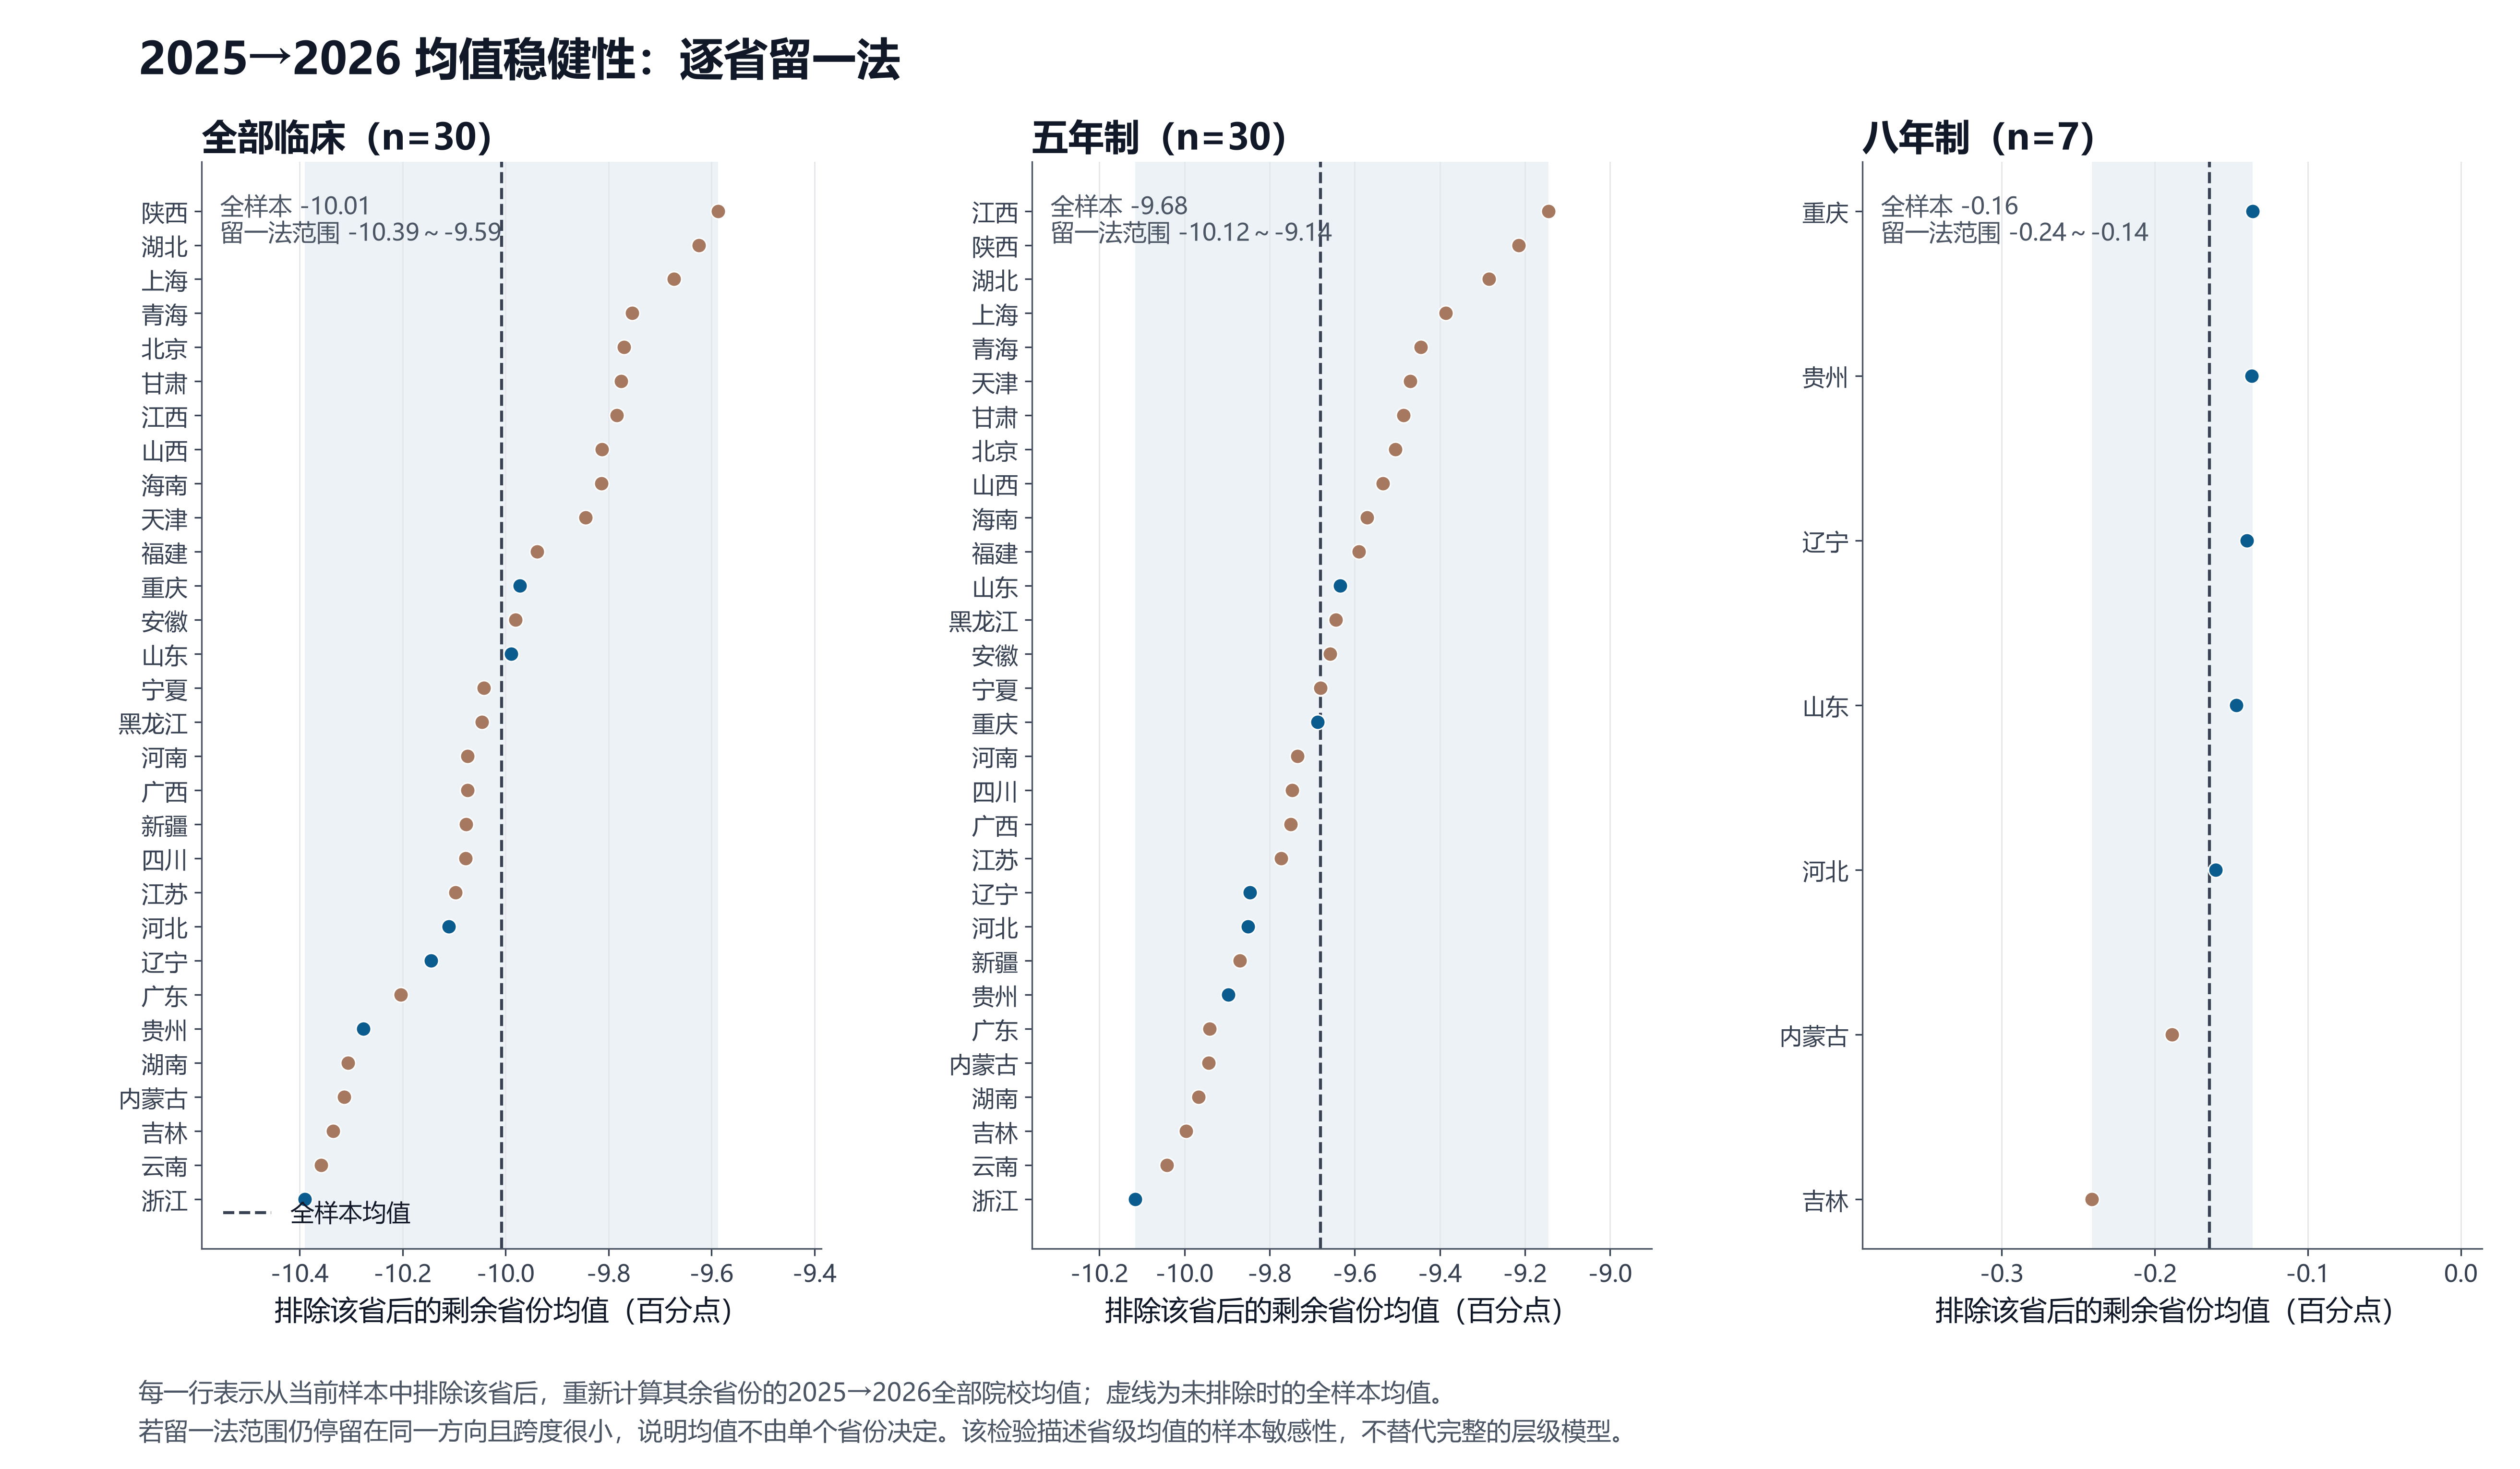 2025→2026 均值稳健性：逐省留一法
全部临床（n=30）
全样本 -10.01
留一法范围 -10.39～-9.59
陕西
湖北
上海
青海
北京
甘肃
江西
山西
海南
天津
福建
重庆
安徽
山东
宁夏
黑龙江
河南
广西
新疆
四川
江苏
河北
辽宁
广东
贵州
湖南
内蒙古
吉林
云南
浙江
全样本均值
-10.4 -10.2 -10.0 -9.8 -9.6 -9.4
排除该省后的剩余省份均值（百分点）
五年制（n=30）
全样本 -9.68
留一法范围 -10.12～-9.14
江西
陕西
湖北
上海
青海
天津
甘肃
北京
山西
海南
福建
山东
黑龙江
安徽
宁夏
重庆
河南
四川
广西
江苏
辽宁
河北
新疆
贵州
广东
内蒙古
湖南
吉林
云南
浙江
-10.2 -10.0 -9.8 -9.6 -9.4 -9.2 -9.0
排除该省后的剩余省份均值（百分点）
八年制（n=7）
全样本 -0.16
留一法范围 -0.24～-0.14
重庆
贵州
辽宁
山东
河北
内蒙古
吉林
-0.3 -0.2 -0.1 0.0
排除该省后的剩余省份均值（百分点）
每一行表示从当前样本中排除该省后，重新计算其余省份的2025→2026全部院校均值；虚线为未排除时的全样本均值。
若留一法范围仍停留在同一方向且跨度很小，说明均值不由单个省份决定。该检验描述省级均值的样本敏感性，不替代完整的层级模型。